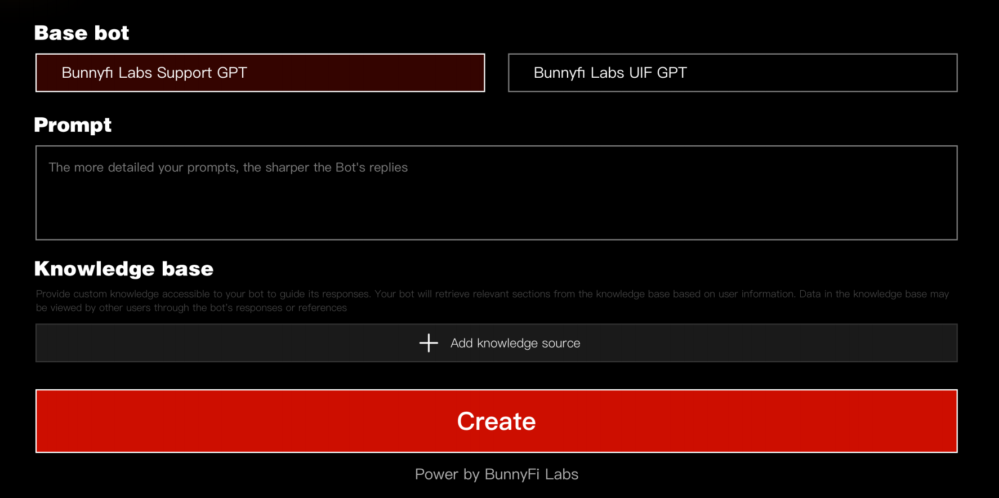 Base bot
Bunnyfi Labs Support GPT
Bunnyfi Labs UIF GPT
Prompt
The more detailed your prompts, the sharper the Bot's replies
Knowledge base
Provide custom knowledge accessible to your bot to guide its responses. Your bot will retrieve relevant sections from the knowledge base based on user information. Data in the knowledge base may
be viewed by other users through the bot’s responses or references
Add knowledge source
Create
Power by BunnyFi Labs